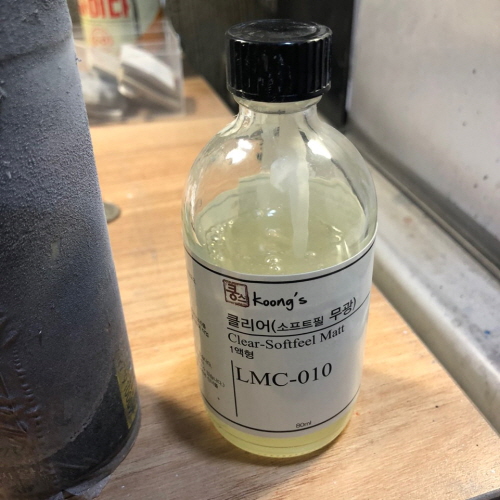 쿵스 Koong's
클리어(소프트필 무광)
Clear-Softfeel Matt
1액형
LMC-010
80ml